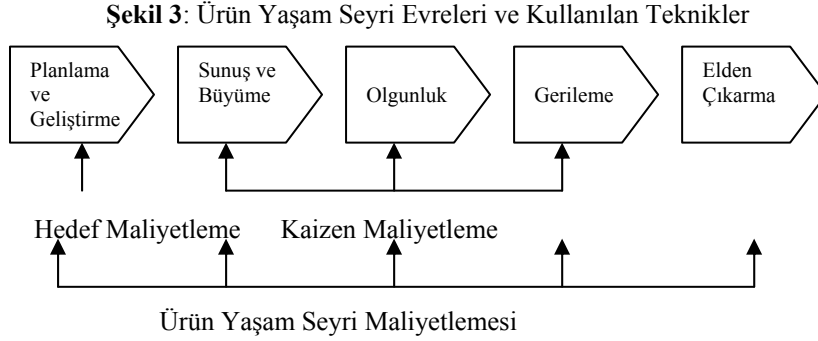 Şekil 3: Ürün Yaşam Seyri Evreleri ve Kullanılan Teknikler
Planlama
ve
Geliştirme
Sunuş ve
Büyüme
Olgunluk
Gerileme
Elden
Çıkarma
Hedef Maliyetleme
Kaizen Maliyetleme
Ürün Yaşam Seyri Maliyetlemesi